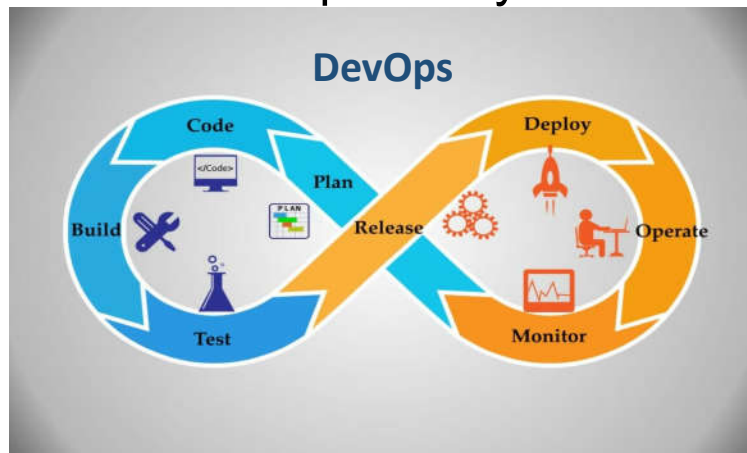 DevOps
Code
Deploy
</Code>
Plan
PLAN
Build
Release
Operate
Test
Monitor